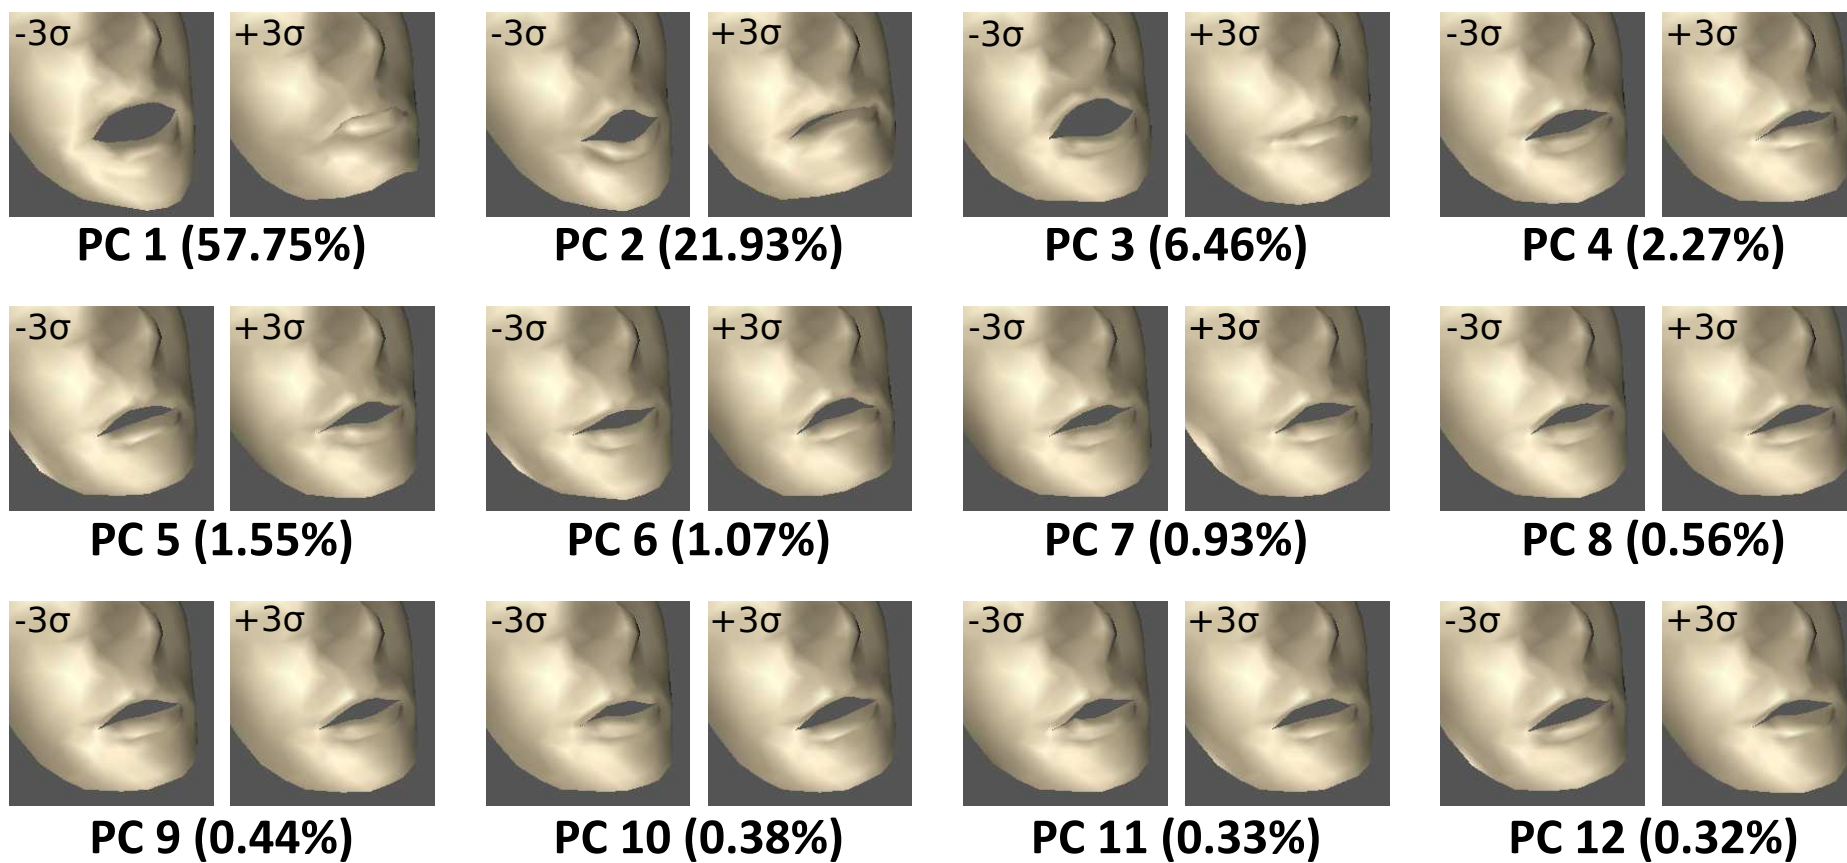 -3σ +3σ -3σ +3σ -3σ +3σ -3σ +3σ
PC 1 (57.75%) PC 2 (21.93%) PC 3 (6.46%) PC 4 (2.27%)
-3σ +3σ -3σ +3σ -3σ +3σ -3σ +3σ
PC 5 (1.55%) PC 6 (1.07%) PC 7 (0.93%) PC 8 (0.56%)
-3σ +3σ -3σ +3σ -3σ +3σ -3σ +3σ
PC 9 (0.44%) PC 10 (0.38%) PC 11 (0.33%) PC 12 (0.32%)